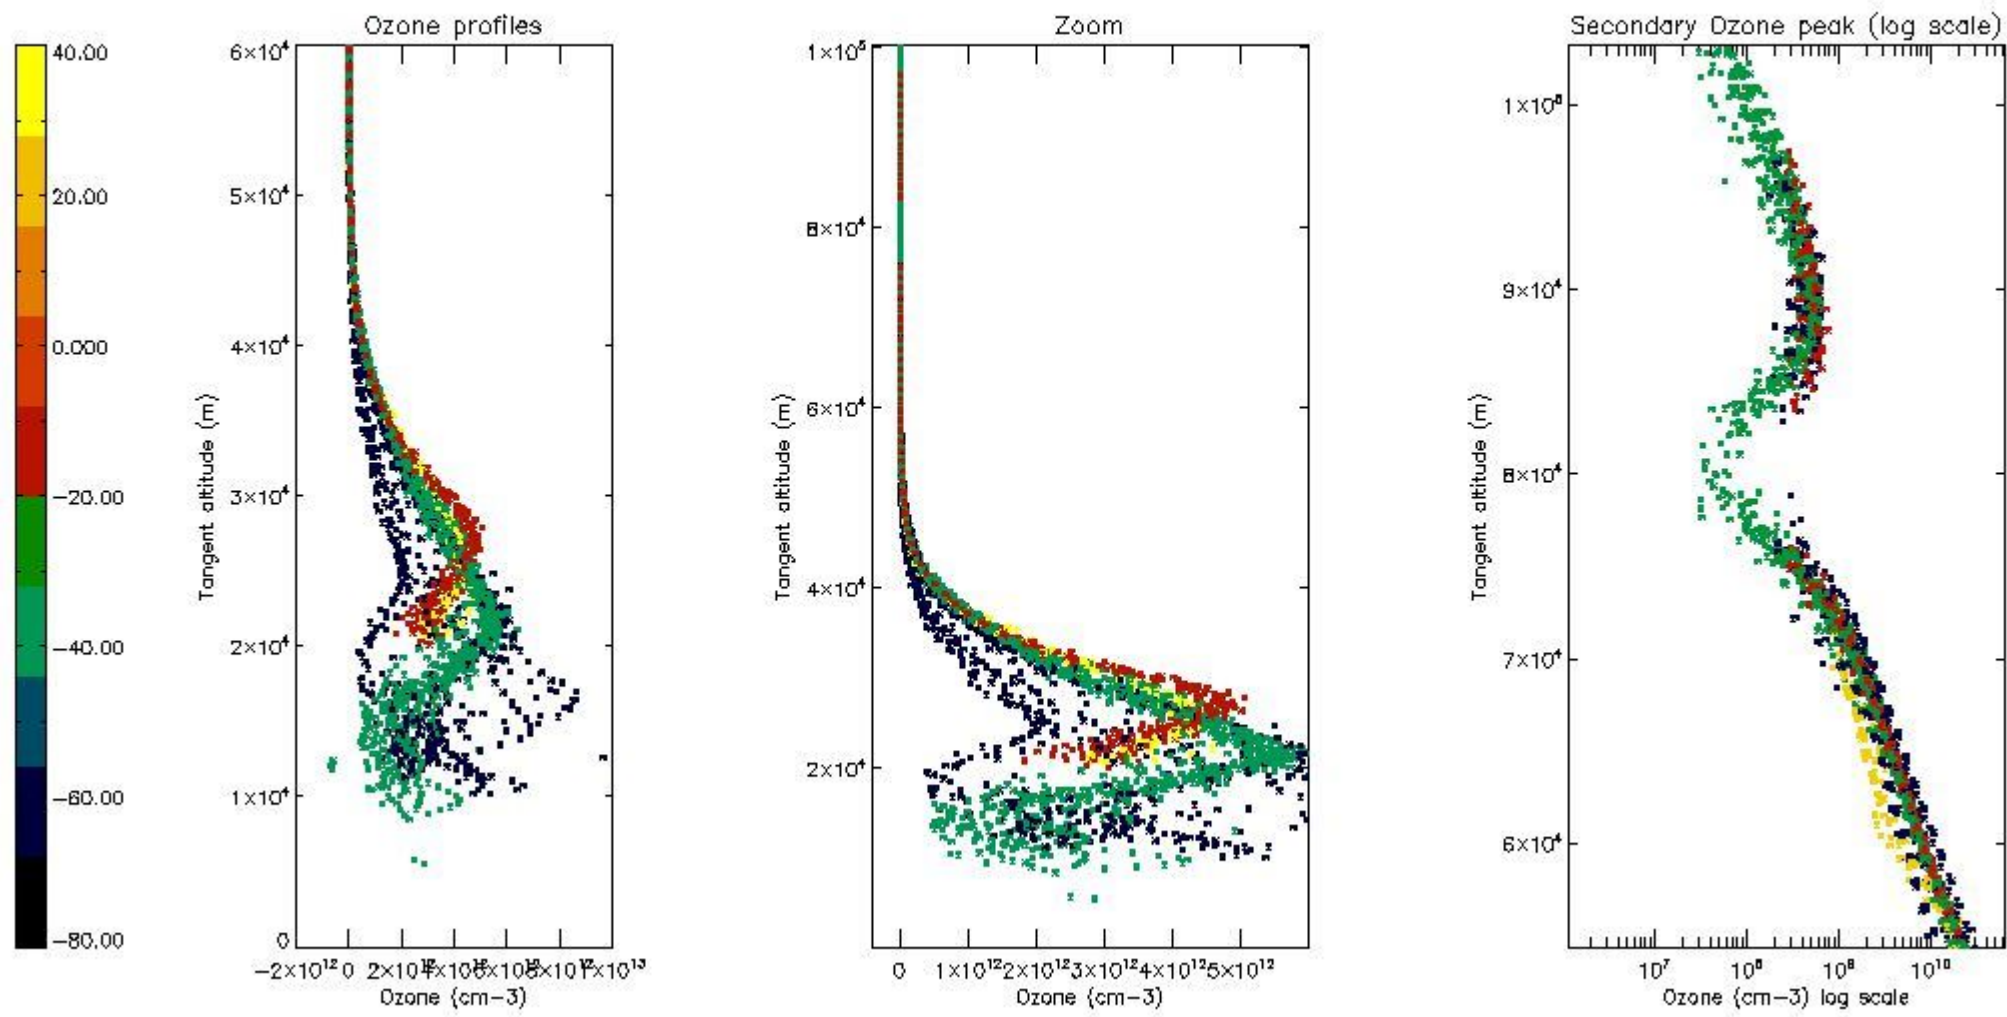 Ozone profiles
Zoom
Secondary Ozone peak (log scale)
40.00
20.00
0.000
−20.00
−40.00
−60.00
−80.00
6×10⁴
5×10⁴
4×10⁴
3×10⁴
2×10⁴
1×10⁴
0
Tangent altitude (m)
−2×10¹² 0
Ozone (cm−3)
1×10⁵
8×10⁴
6×10⁴
4×10⁴
2×10⁴
Tangent altitude (m)
0 1×10¹² 2×10¹² 3×10¹² 4×10¹² 5×10¹²
Ozone (cm−3)
9×10⁴
8×10⁴
7×10⁴
6×10⁴
Tangent altitude (m)
10⁷ 10⁸ 10⁹ 10¹⁰
Ozone (cm−3) log scale